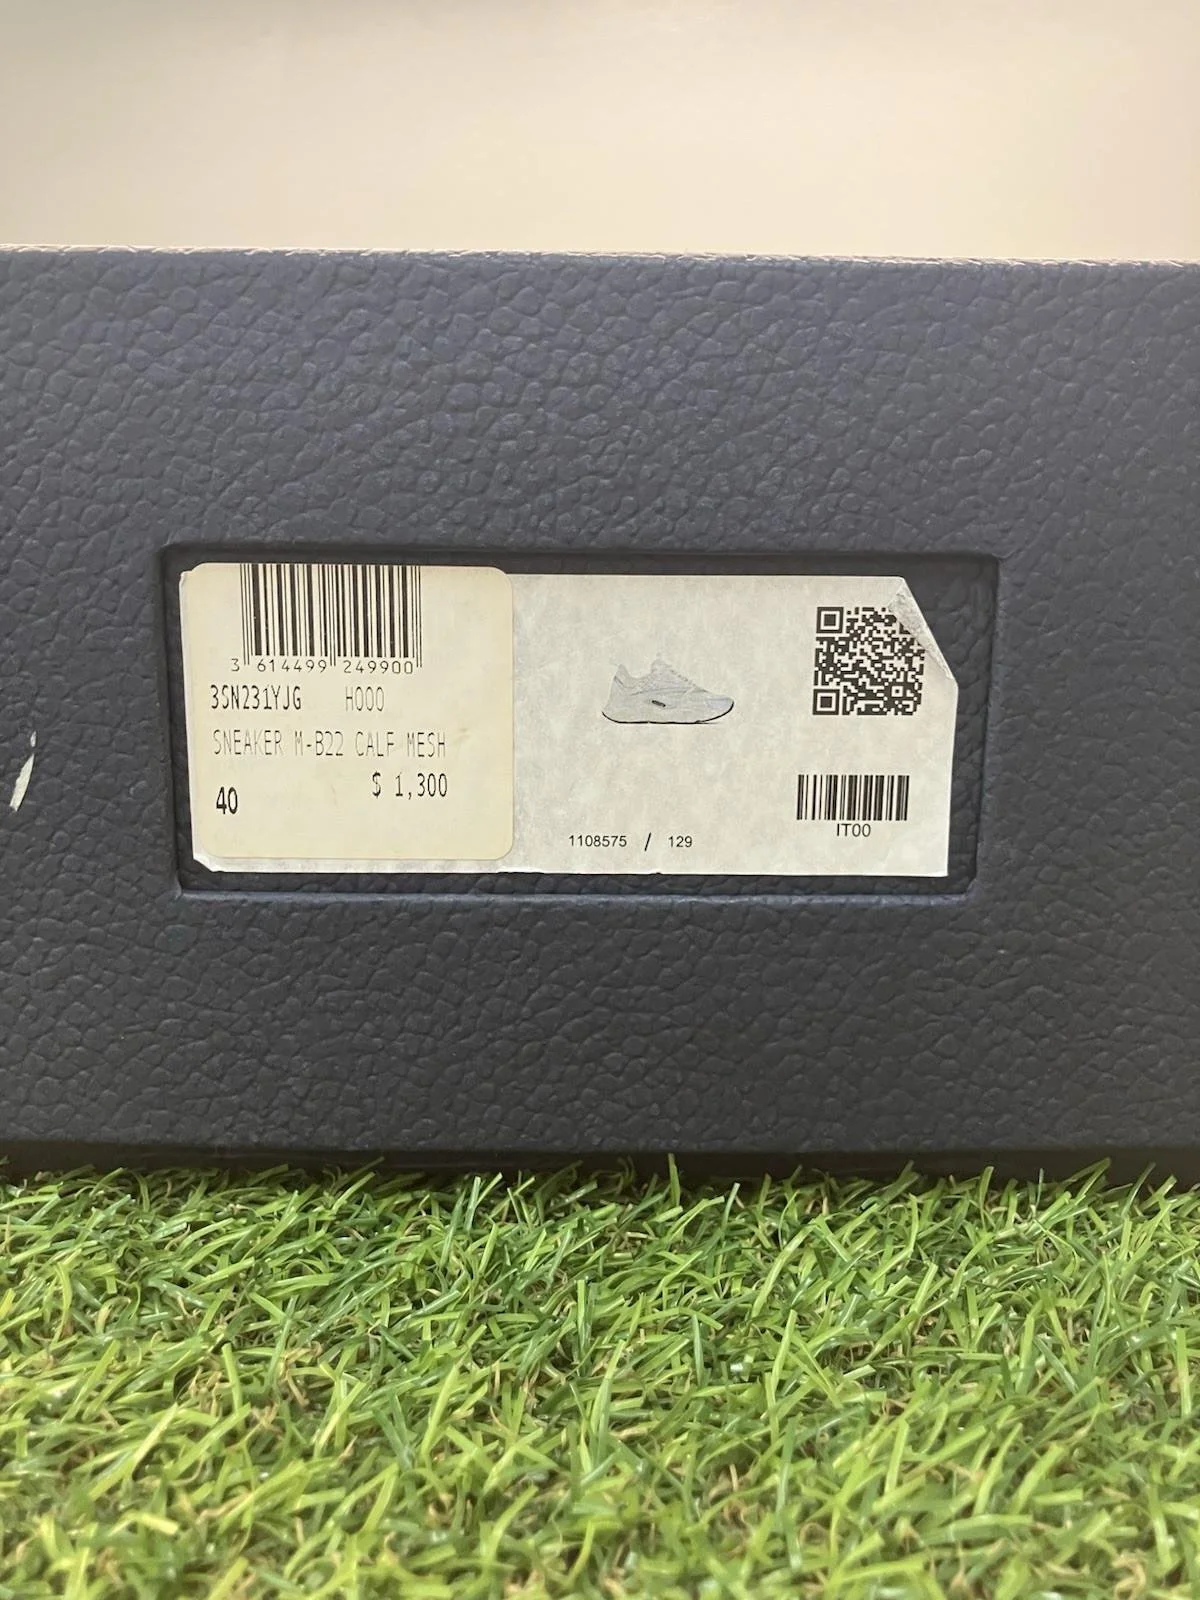 3 614499 249900
3SN231YJG H000
SNEAKER M-B22 CALF MESH
$ 1,300
40
1108575 / 129
IT00